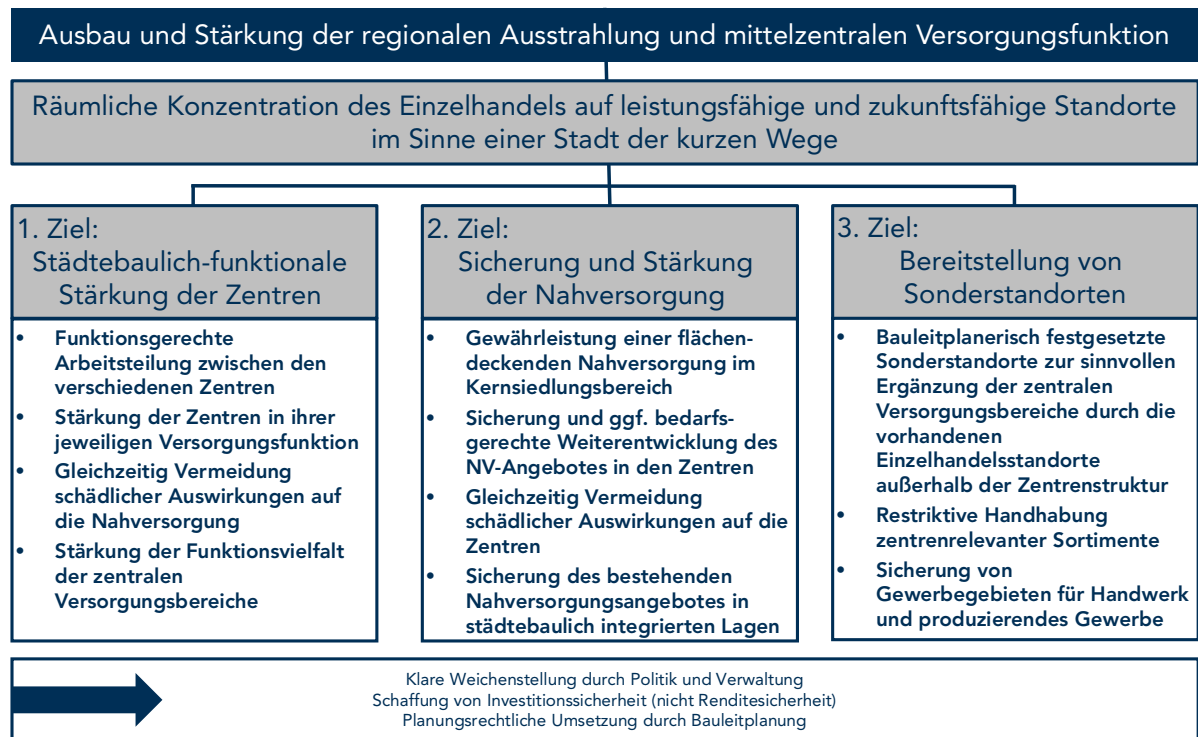 Ausbau und Stärkung der regionalen Ausstrahlung und mittelzentralen Versorgungsfunktion
Räumliche Konzentration des Einzelhandels auf leistungsfähige und zukunftsfähige Standorte
im Sinne einer Stadt der kurzen Wege
1. Ziel:
Städtebaulich-funktionale
Stärkung der Zentren
• Funktionsgerechte
Arbeitsteilung zwischen den
verschiedenen Zentren
• Stärkung der Zentren in ihrer
jeweiligen Versorgungsfunktion
• Gleichzeitig Vermeidung
schädlicher Auswirkungen auf
die Nahversorgung
• Stärkung der Funktionsvielfalt
der zentralen
Versorgungsbereiche
2. Ziel:
Sicherung und Stärkung
der Nahversorgung
• Gewährleistung einer flächen-
deckenden Nahversorgung im
Kernsiedlungsbereich
• Sicherung und ggf. bedarfs-
gerechte Weiterentwicklung des
NV-Angebotes in den Zentren
• Gleichzeitig Vermeidung
schädlicher Auswirkungen auf die
Zentren
• Sicherung des bestehenden
Nahversorgungsangebotes in
städtebaulich integrierten Lagen
3. Ziel:
Bereitstellung von
Sonderstandorten
• Bauleitplanerisch festgesetzte
Sonderstandorte zur sinnvollen
Ergänzung der zentralen
Versorgungsbereiche durch die
vorhandenen
Einzelhandelsstandorte
außerhalb der Zentrenstruktur
• Restriktive Handhabung
zentrenrelevanter Sortimente
• Sicherung von
Gewerbegebieten für Handwerk
und produzierendes Gewerbe
Klare Weichenstellung durch Politik und Verwaltung
Schaffung von Investitionssicherheit (nicht Renditesicherheit)
Planungsrechtliche Umsetzung durch Bauleitplanung